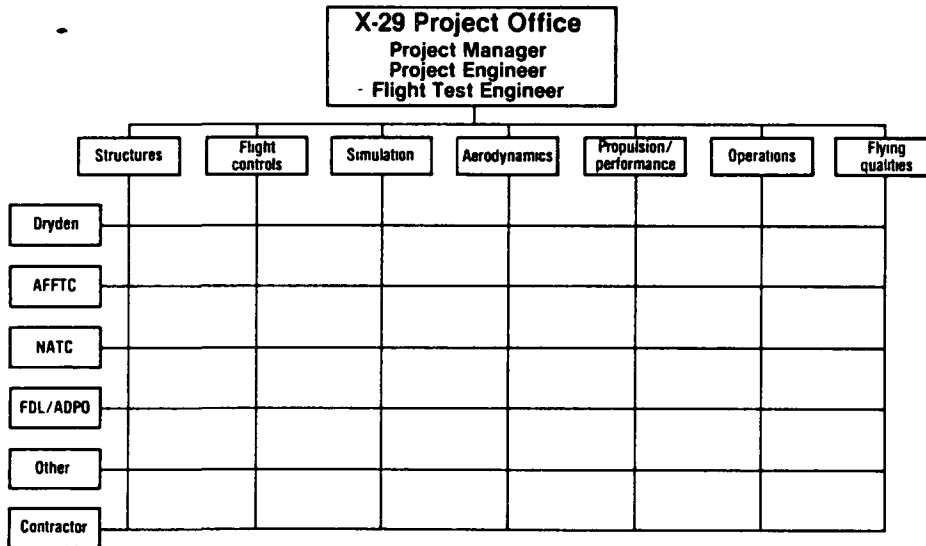 X-29 Project Office
Project Manager
Project Engineer
Flight Test Engineer
Structures
Flight
controls
Simulation
Aerodynamics
Propulsion/
performance
Operations
Flying
qualities
Dryden
AFFTC
NATC
FDL/ADPO
Other
Contractor